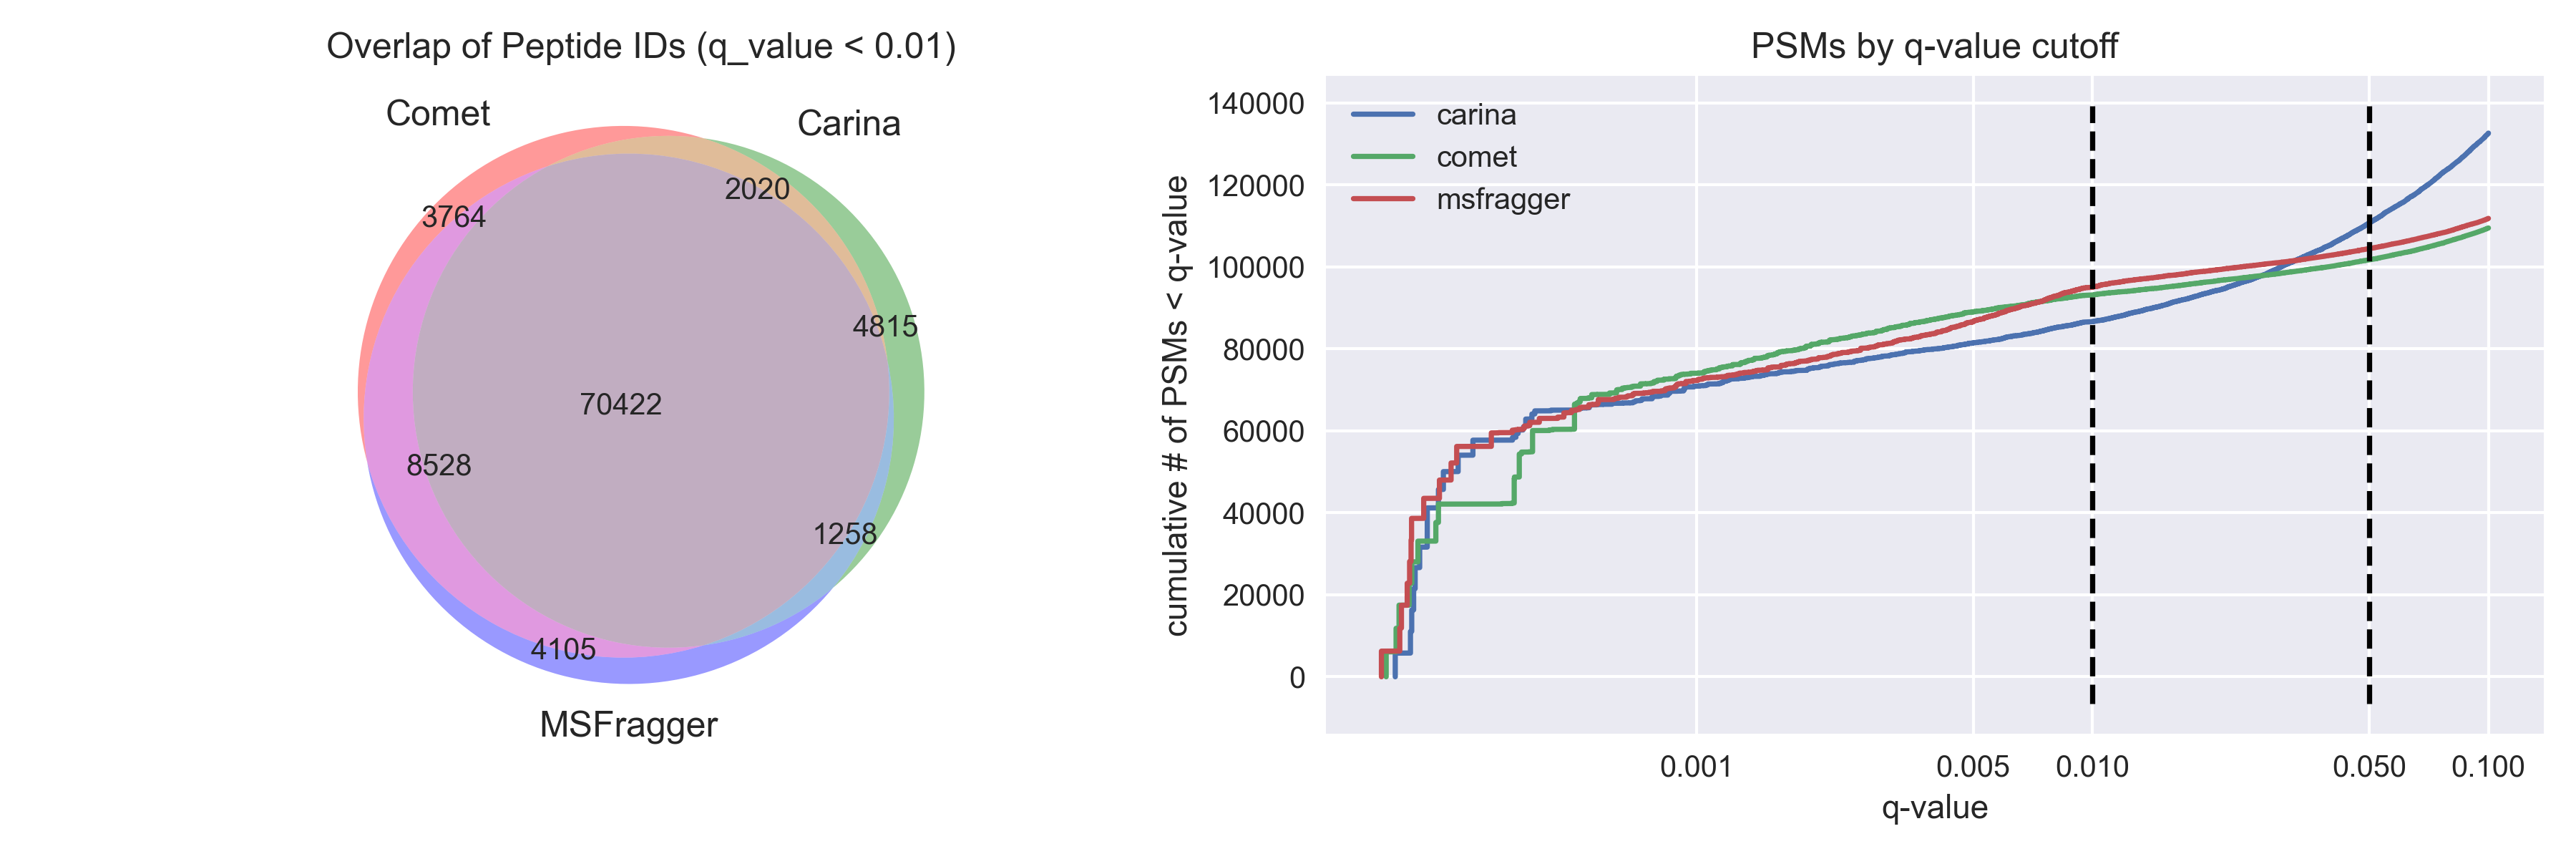 Overlap of Peptide IDs (q_value < 0.01)
Comet
Carina
2020
3764
4815
70422
8528
1258
4105
MSFragger
PSMs by q-value cutoff
carina
comet
msfragger
cumulative # of PSMs < q-value
140000
120000
100000
80000
60000
40000
20000
0
0.001
0.005
0.010
0.050
0.100
q-value